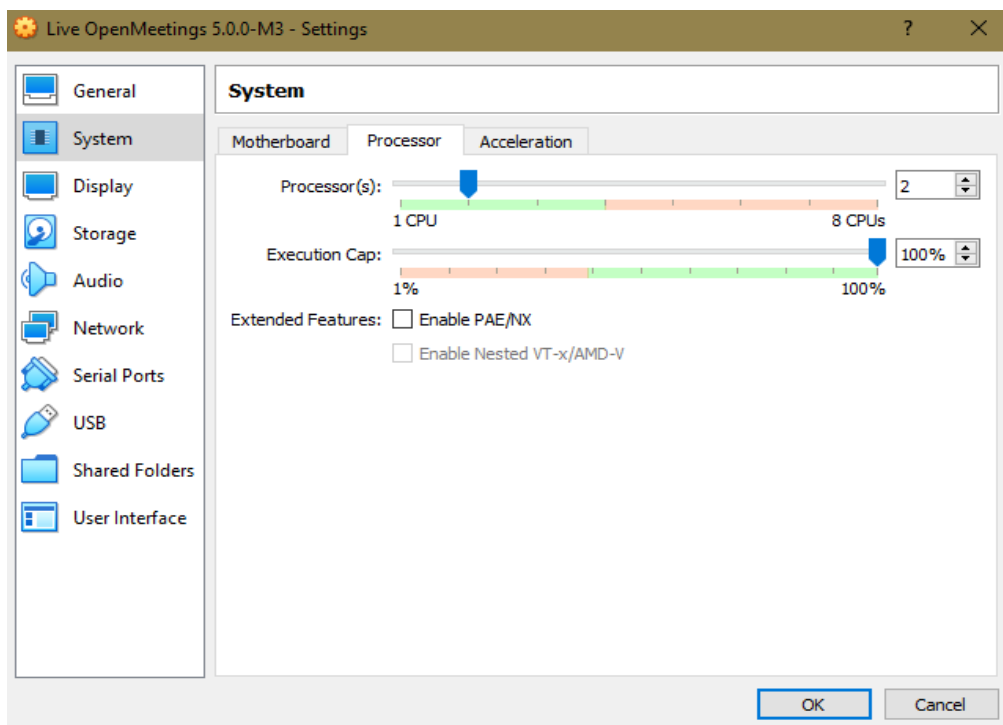 Live OpenMeetings 5.0.0-M3 - Settings ?
General
System
Display
Storage
Audio
Network
Serial Ports
USB
Shared Folders
User Interface
System
Motherboard Processor Acceleration
Processor(s): 2
1 CPU 8 CPUs
Execution Cap: 100%
1% 100%
Extended Features: Enable PAE/NX
Enable Nested VT-x/AMD-V
OK Cancel